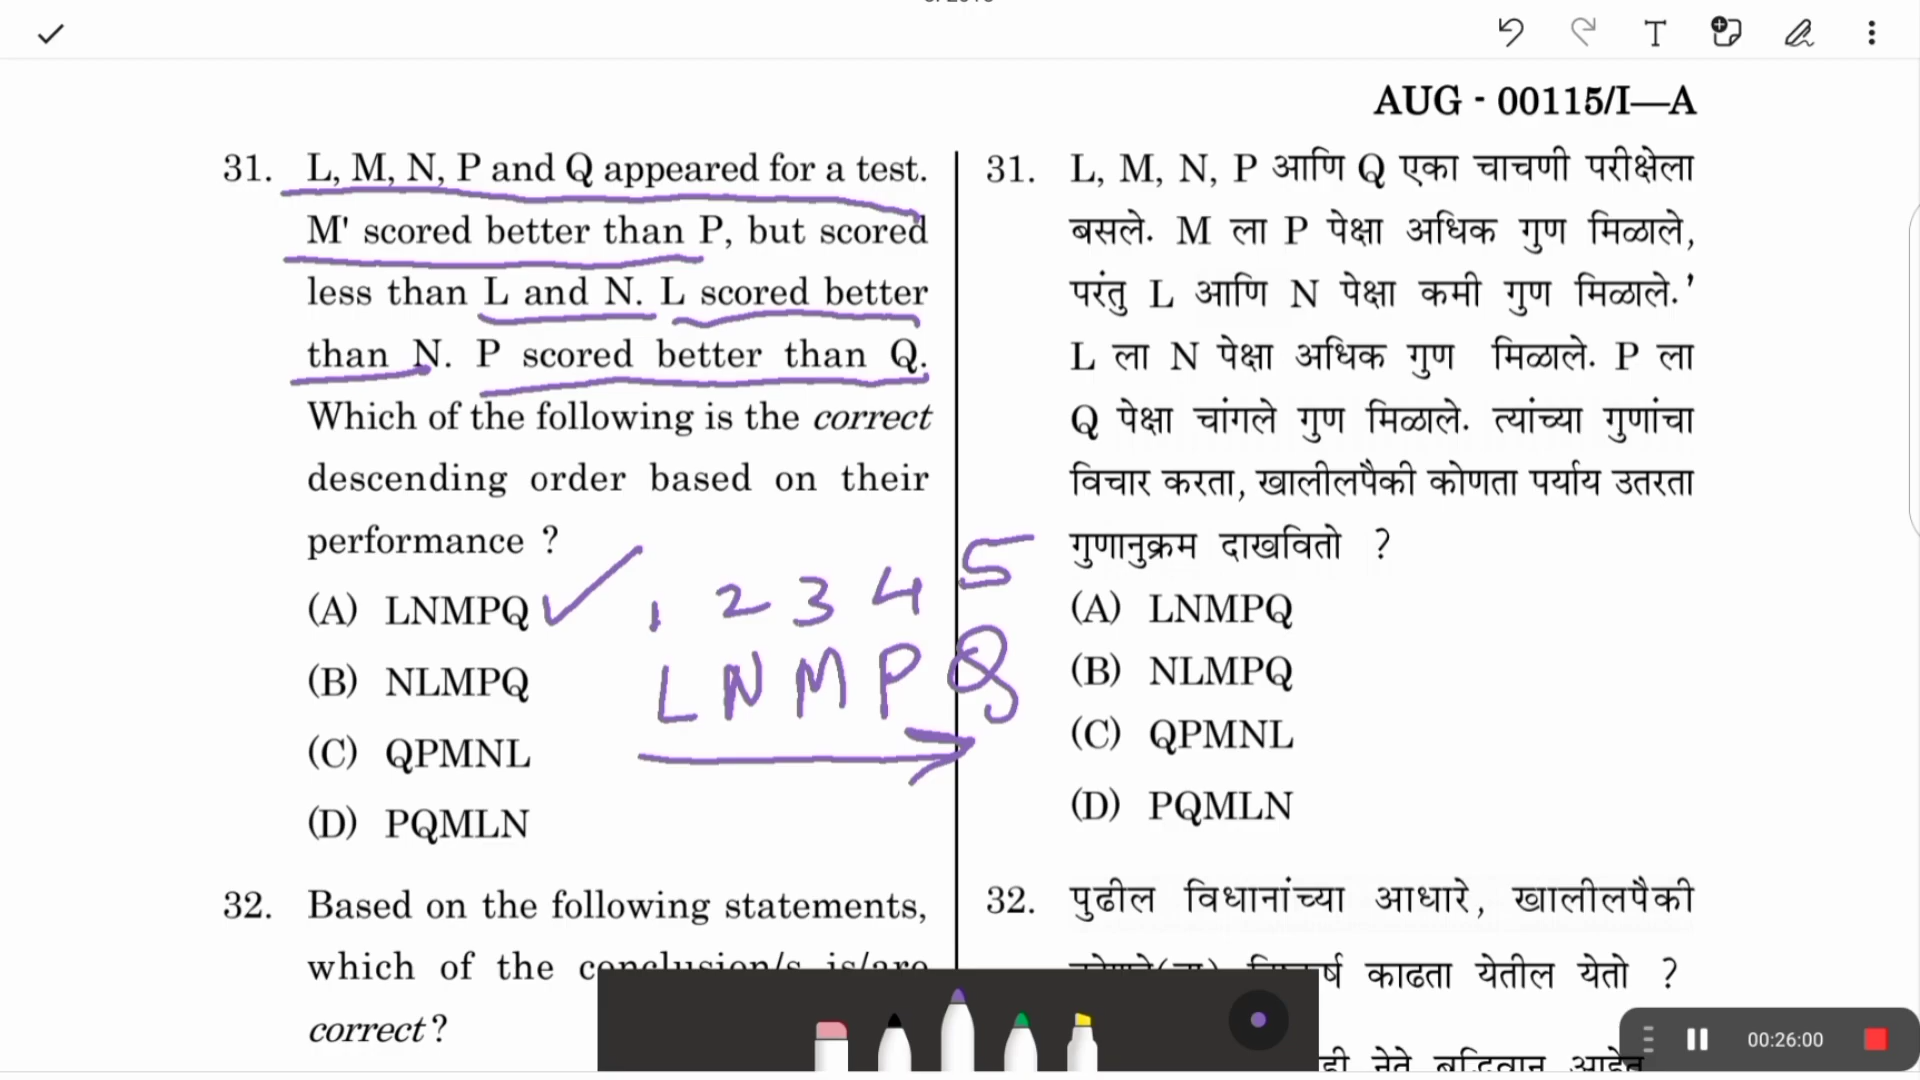 AUG - 00115/I—A
31. L, M, N, P and Q appeared for a test.
M' scored better than P, but scored
less than L and N. L scored better
than N. P scored better than Q.
Which of the following is the correct
descending order based on their
performance ?
(A) LNMPQ
(B) NLMPQ
(C) QPMNL
(D) PQMLN
1 2 3 4 5
L N M P Q
32. Based on the following statements,
which of the conclusion/s is/are
correct?
31. L, M, N, P आणि Q एका चाचणी परीक्षेला
बसले. M ला P पेक्षा अधिक गुण मिळाले,
परंतु L आणि N पेक्षा कमी गुण मिळाले.'
L ला N पेक्षा अधिक गुण मिळाले. P ला
Q पेक्षा चांगले गुण मिळाले. त्यांच्या गुणांचा
विचार करता, खालीलपैकी कोणता पर्याय उतरता
गुणानुक्रम दाखवितो ?
(A) LNMPQ
(B) NLMPQ
(C) QPMNL
(D) PQMLN
32. पुढील विधानांच्या आधारे, खालीलपैकी
काढता येतील येतो ?
ही नेते बुद्धिवान आहेत
00:26:00